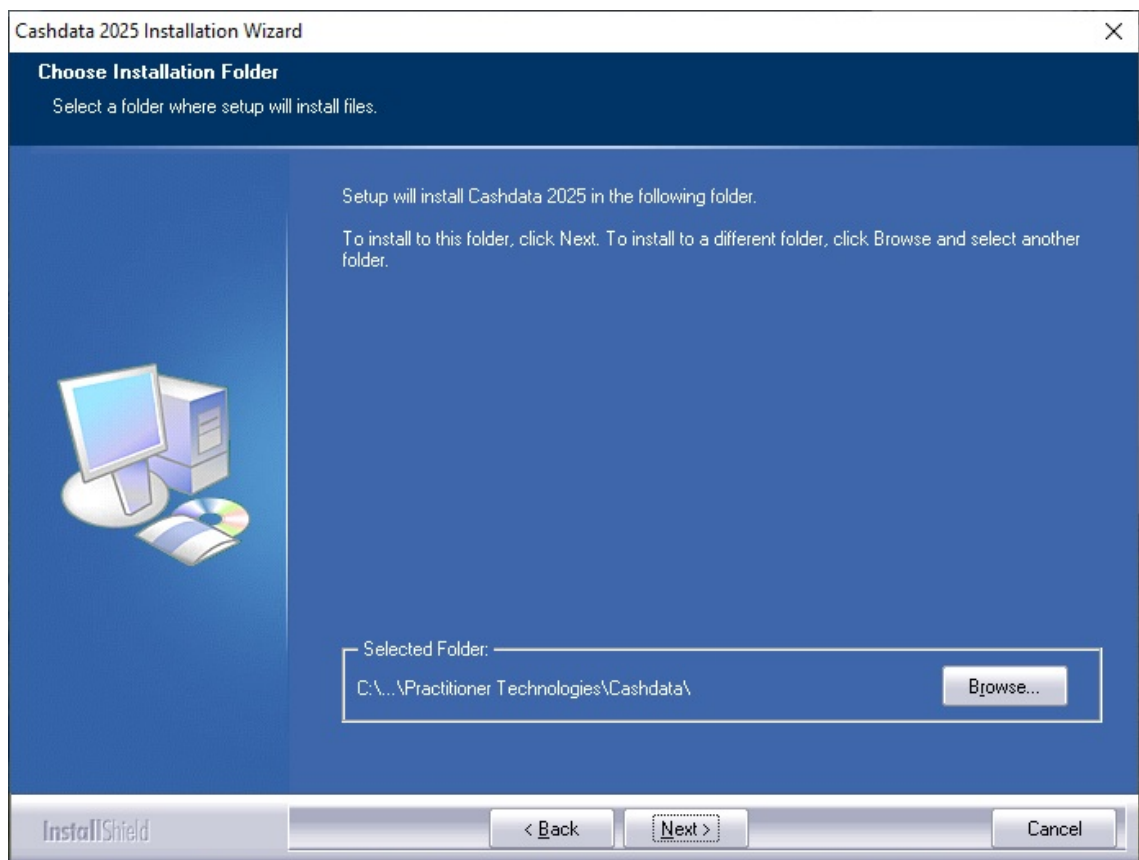 Cashdata 2025 Installation Wizard
Choose Installation Folder
Select a folder where setup will install files.
Setup will install Cashdata 2025 in the following folder.
To install to this folder, click Next. To install to a different folder, click Browse and select another
folder.
Selected Folder:
C:\...\Practitioner Technologies\Cashdata\
Browse...
InstallShield
< Back
Next >
Cancel